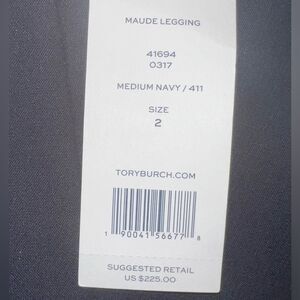 MAUDE LEGGING
41694
0317
MEDIUM NAVY / 411
SIZE
2
TORYBURCH.COM
1 90041 56677 8
SUGGESTED RETAIL
US $225.00